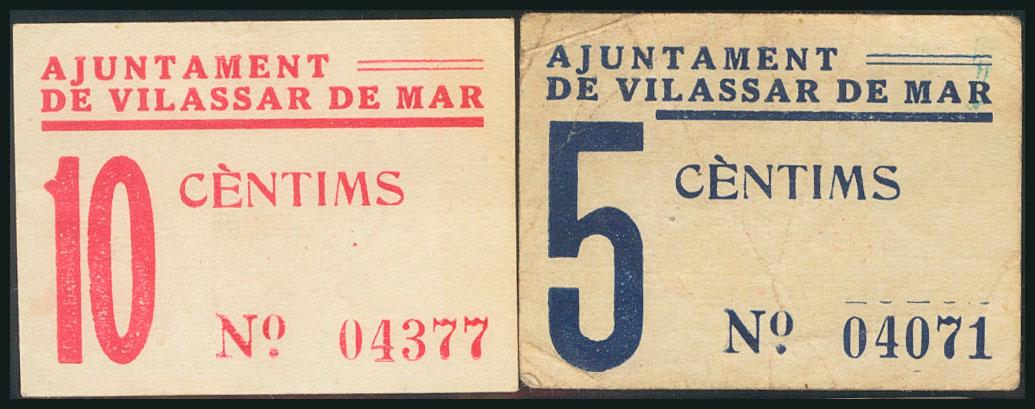 AJUNTAMENT
DE VILASSAR DE MAR
10 CÈNTIMS
Nº 04377
AJUNTAMENT
DE VILASSAR DE MAR
5 CÈNTIMS
Nº 04071